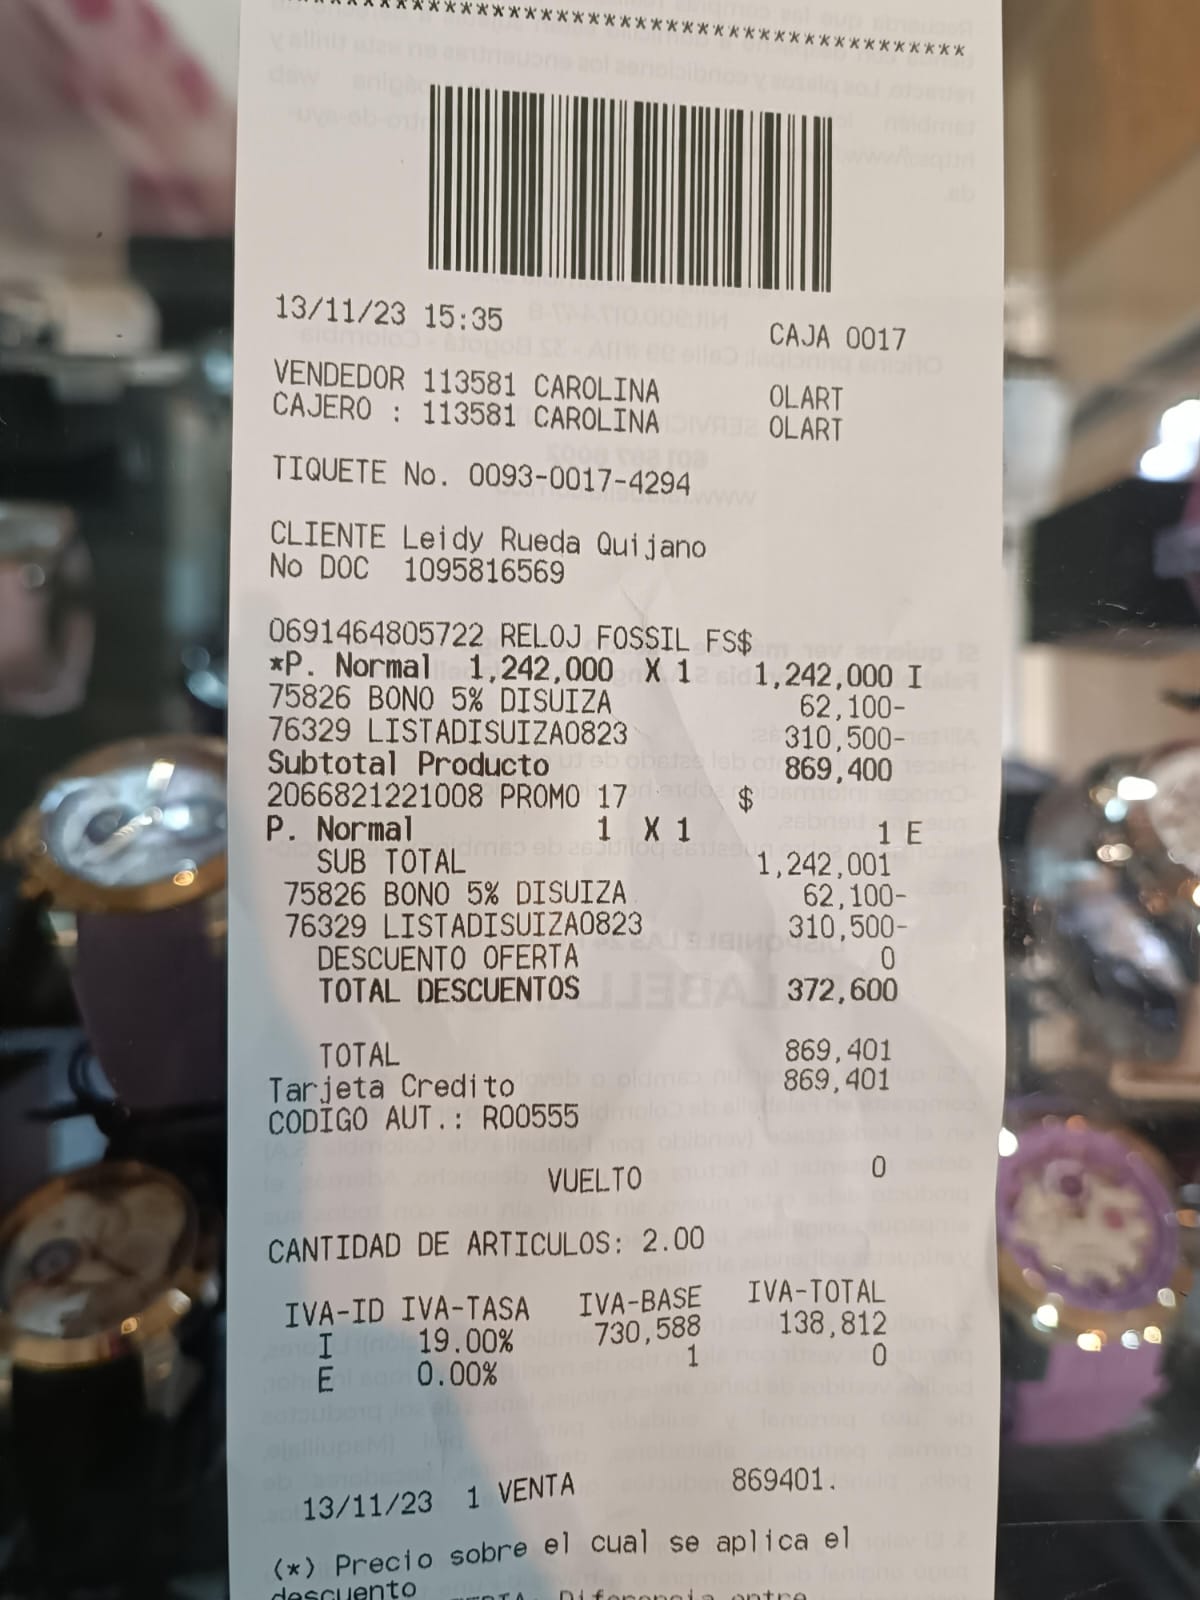 ****************************************
13/11/23 15:35 CAJA 0017
VENDEDOR 113581 CAROLINA OLART
CAJERO : 113581 CAROLINA OLART
TIQUETE No. 0093-0017-4294
CLIENTE Leidy Rueda Quijano
No DOC 1095816569
0691464805722 RELOJ FOSSIL FS$
*P. Normal 1,242,000 X 1 1,242,000 I
75826 BONO 5% DISUIZA 62,100-
76329 LISTADISUIZA0823 310,500-
Subtotal Producto 869,400
2066821221008 PROMO 17 $
P. Normal 1 X 1 1 E
SUB TOTAL 1,242,001
75826 BONO 5% DISUIZA 62,100-
76329 LISTADISUIZA0823 310,500-
DESCUENTO OFERTA 0
TOTAL DESCUENTOS 372,600
TOTAL 869,401
Tarjeta Credito 869,401
CODIGO AUT.: R00555
VUELTO 0
CANTIDAD DE ARTICULOS: 2.00
IVA-ID IVA-TASA IVA-BASE IVA-TOTAL
I 19.00% 730,588 138,812
E 0.00% 1 0
13/11/23 1 VENTA 869401.
(*) Precio sobre el cual se aplica el
descuento